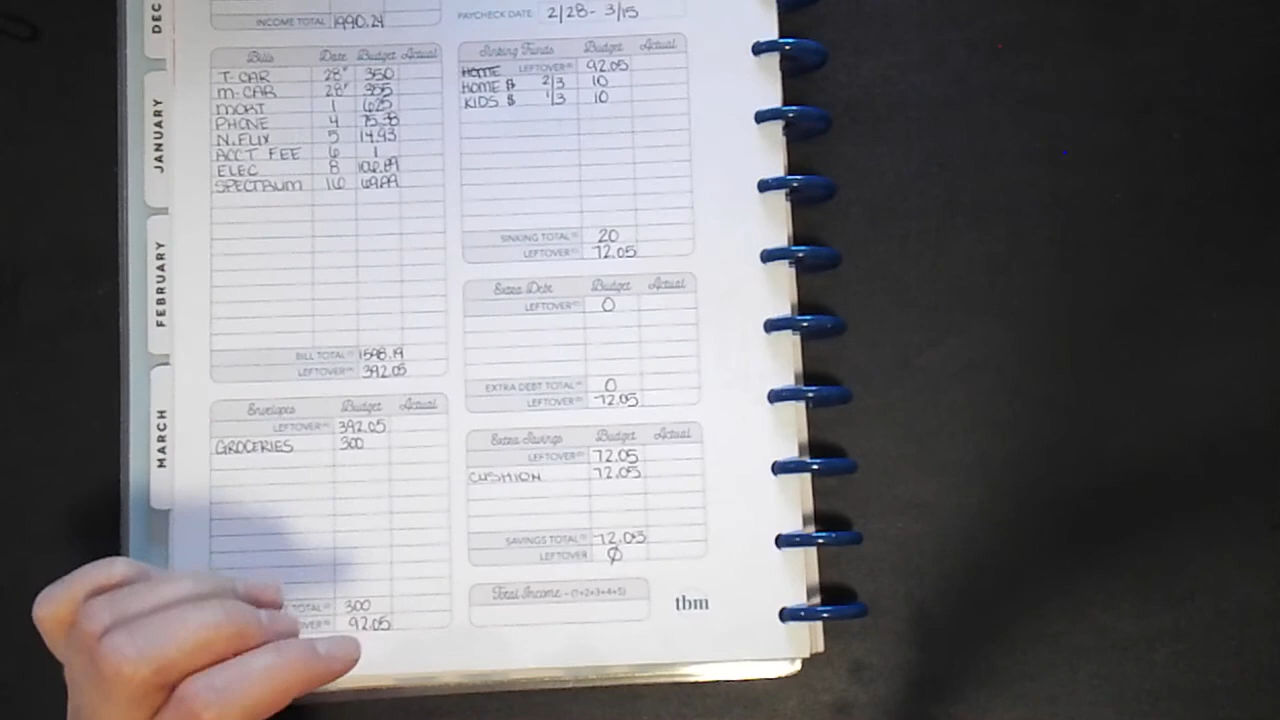 DEC
JANUARY
FEBRUARY
MARCH
INCOME TOTAL 1990.24
PAYCHECK DATE: 2/28- 3/15
Bills Date Budget Actual
T-CAR 28" 350
M-CAR 28" 355
MORT 1 625
PHONE 4 75.38
N.FLIX 5 14.93
ACCT FEE 6 1
ELEC 8 106.89
SPECTRUM 16 69.99
BILL TOTAL 1598.19
LEFTOVER 392.05
Envelopes Budget Actual
LEFTOVER 392.05
GROCERIES 300
TOTAL 300
92.05
Sinking Funds Budget Actual
HOME LEFTOVER 92.05
HOME $ 2/3 10
KIDS $ 1/3 10
SINKING TOTAL 20
LEFTOVER 72.05
Extra Debt Budget Actual
LEFTOVER 0
EXTRA DEBT TOTAL 0
LEFTOVER 72.05
Extra Savings Budget Actual
LEFTOVER 72.05
CUSHION 72.05
SAVINGS TOTAL 72.05
LEFTOVER 0
Total Income - (1+2+3+4+5)
tbm